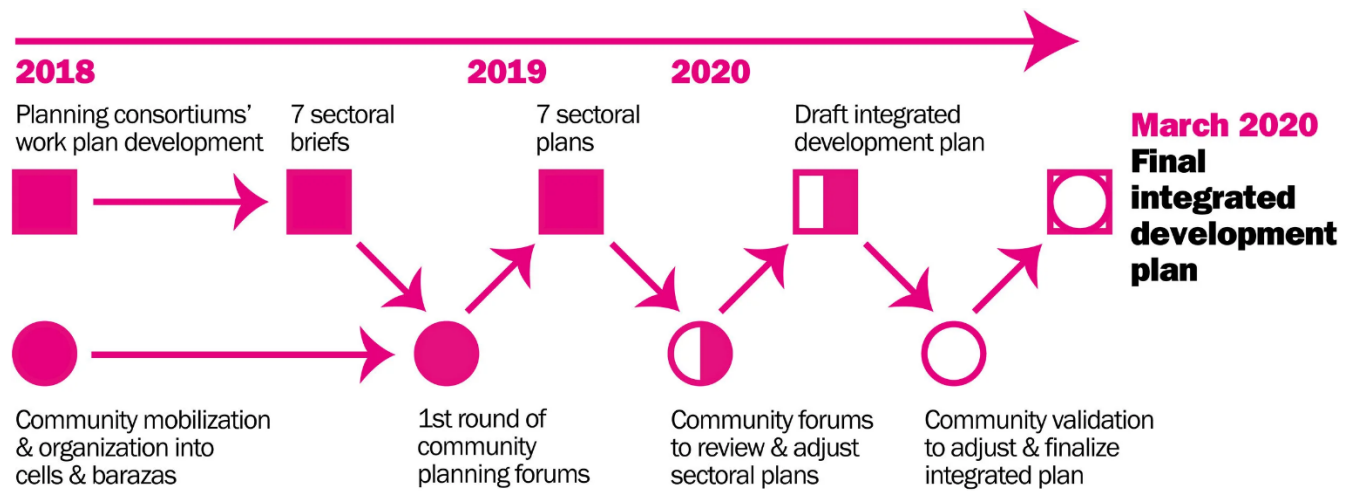 2018
2019
2020
Planning consortiums’
work plan development
7 sectoral
briefs
7 sectoral
plans
Draft integrated
development plan
March 2020
Final
integrated
development
plan
Community mobilization
& organization into
cells & barazas
1st round of
community
planning forums
Community forums
to review & adjust
sectoral plans
Community validation
to adjust & finalize
integrated plan